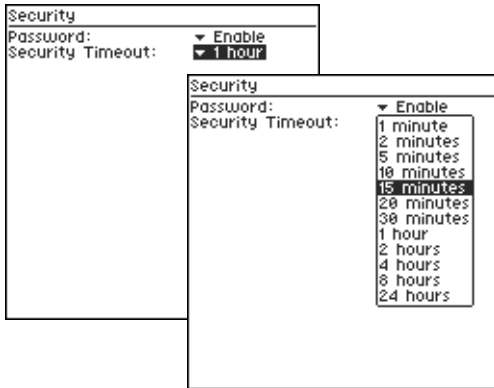 Security
Password: Enable
Security Timeout: 1 hour
Security
Password: Enable
Security Timeout:
1 minute
2 minutes
5 minutes
10 minutes
15 minutes
20 minutes
30 minutes
1 hour
2 hours
4 hours
8 hours
24 hours